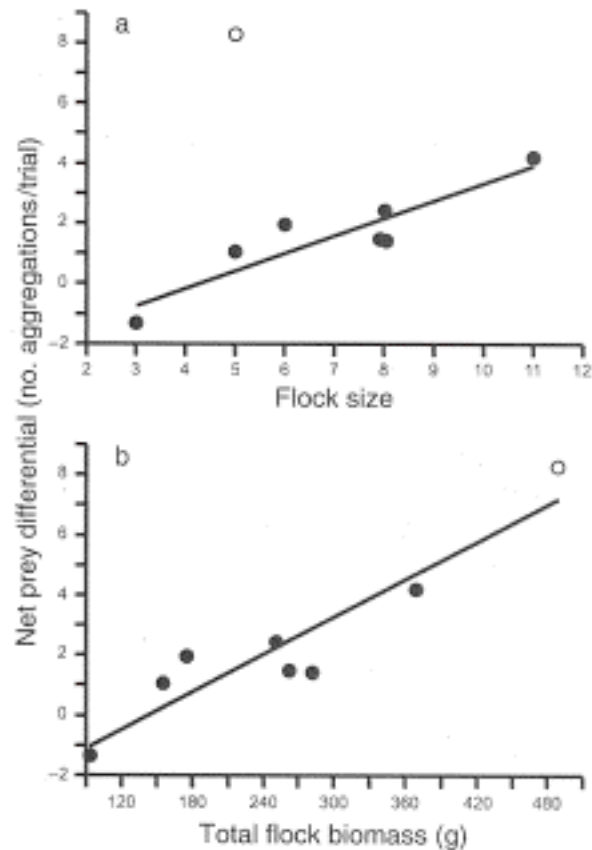 a
8
6
4
2
0
-2
2 3 4 5 6 7 8 9 10 11 12
Flock size
Net prey differential (no. aggregations/trial)
b
8
6
4
2
0
-2
120 180 240 300 360 420 480
Total flock biomass (g)